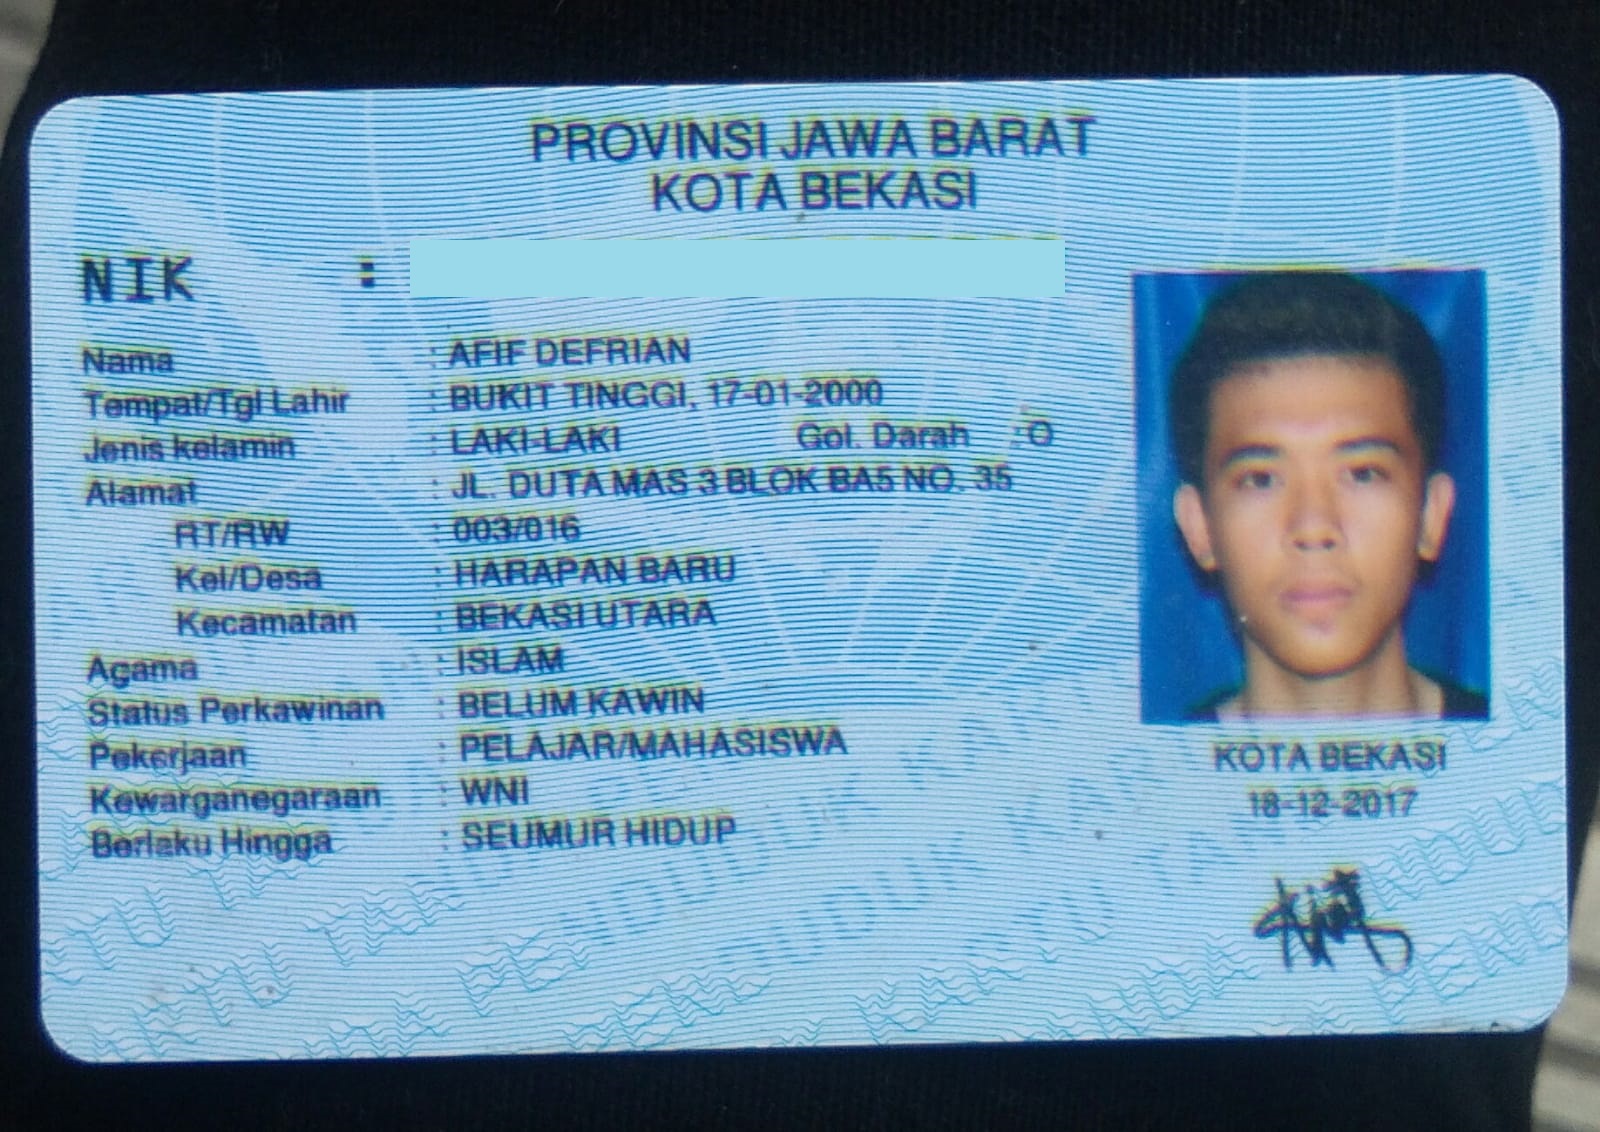 PROVINSI JAWA BARAT
KOTA BEKASI
NIK :
Nama : AFIF DEFRIAN
Tempat/Tgl Lahir : BUKIT TINGGI, 17-01-2000
Jenis kelamin : LAKI-LAKI Gol. Darah : O
Alamat : JL. DUTA MAS 3 BLOK BA5 NO. 35
RT/RW : 003/016
Kel/Desa : HARAPAN BARU
Kecamatan : BEKASI UTARA
Agama : ISLAM
Status Perkawinan : BELUM KAWIN
Pekerjaan : PELAJAR/MAHASISWA
Kewarganegaraan : WNI
Berlaku Hingga : SEUMUR HIDUP
KOTA BEKASI
18-12-2017